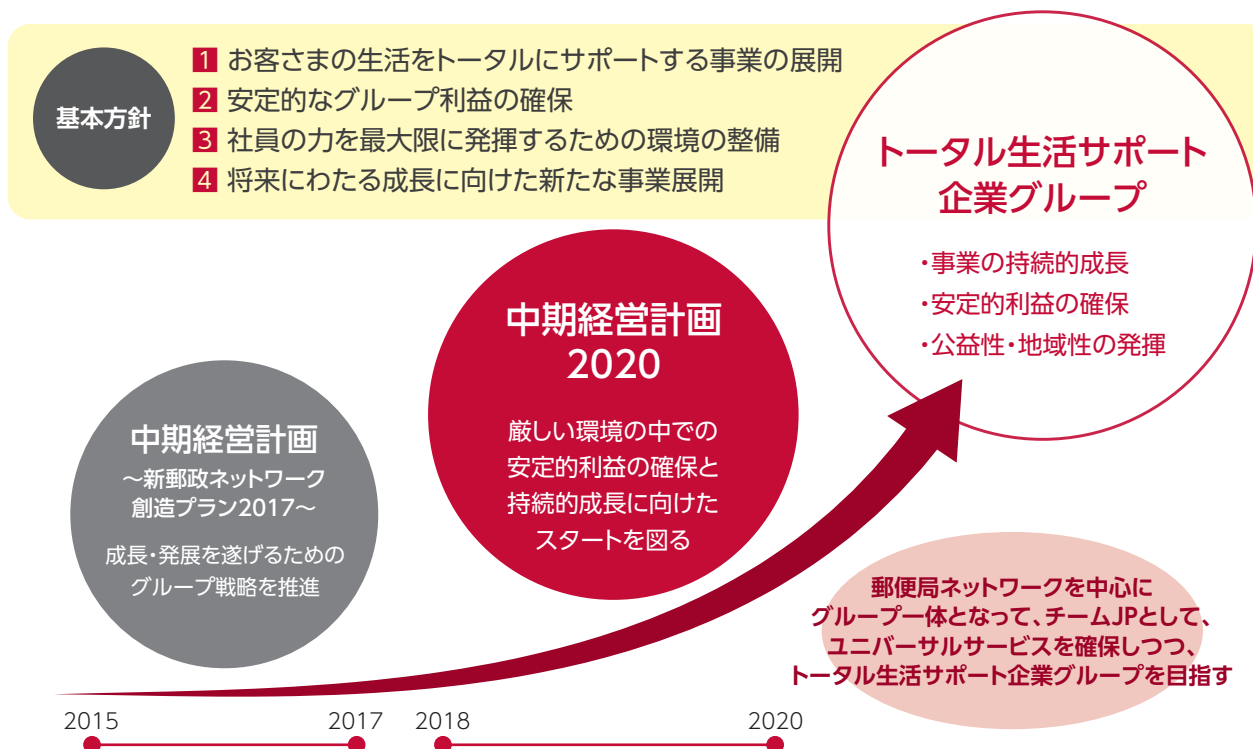 基本方針
1 お客さまの生活をトータルにサポートする事業の展開
2 安定的なグループ利益の確保
3 社員の力を最大限に発揮するための環境の整備
4 将来にわたる成長に向けた新たな事業展開
トータル生活サポート
企業グループ
・事業の持続的成長
・安定的利益の確保
・公益性・地域性の発揮
中期経営計画
2020
厳しい環境の中での
安定的利益の確保と
持続的成長に向けた
スタートを図る
中期経営計画
～新郵政ネットワーク
創造プラン2017～
成長・発展を遂げるための
グループ戦略を推進
郵便局ネットワークを中心に
グループ一体となって、チームJPとして、
ユニバーサルサービスを確保しつつ、
トータル生活サポート企業グループを目指す
2015 2017 2018 2020